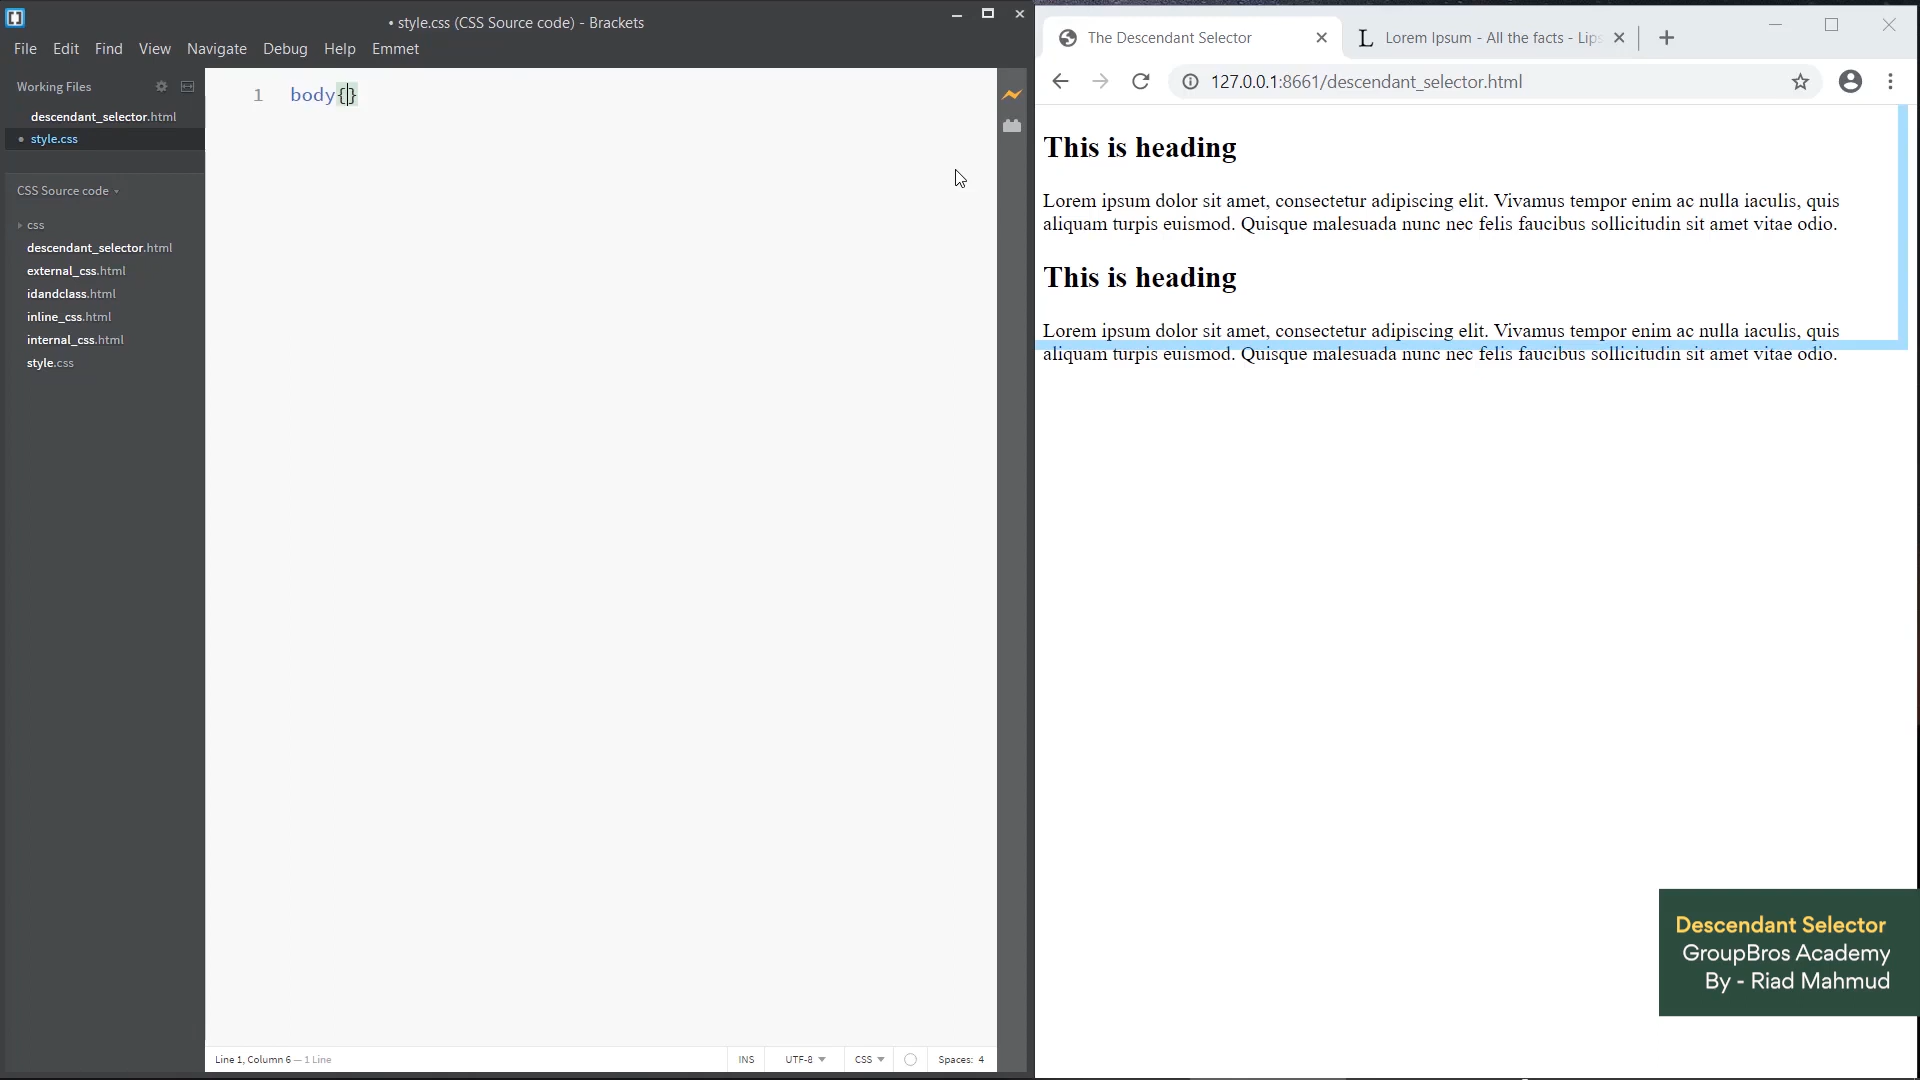 • style.css (CSS Source code) - Brackets
File Edit Find View Navigate Debug Help Emmet
Working Files
descendant_selector.html
• style.css
CSS Source code
css
descendant_selector.html
external_css.html
idandclass.html
inline_css.html
internal_css.html
style.css
1 body{}
Line 1, Column 6 — 1 Line
INS UTF-8 CSS Spaces: 4
The Descendant Selector
L Lorem Ipsum - All the facts - Lips
127.0.0.1:8661/descendant_selector.html
This is heading
Lorem ipsum dolor sit amet, consectetur adipiscing elit. Vivamus tempor enim ac nulla iaculis, quis
aliquam turpis euismod. Quisque malesuada nunc nec felis faucibus sollicitudin sit amet vitae odio.
This is heading
Lorem ipsum dolor sit amet, consectetur adipiscing elit. Vivamus tempor enim ac nulla iaculis, quis
aliquam turpis euismod. Quisque malesuada nunc nec felis faucibus sollicitudin sit amet vitae odio.
Descendant Selector
GroupBros Academy
By - Riad Mahmud